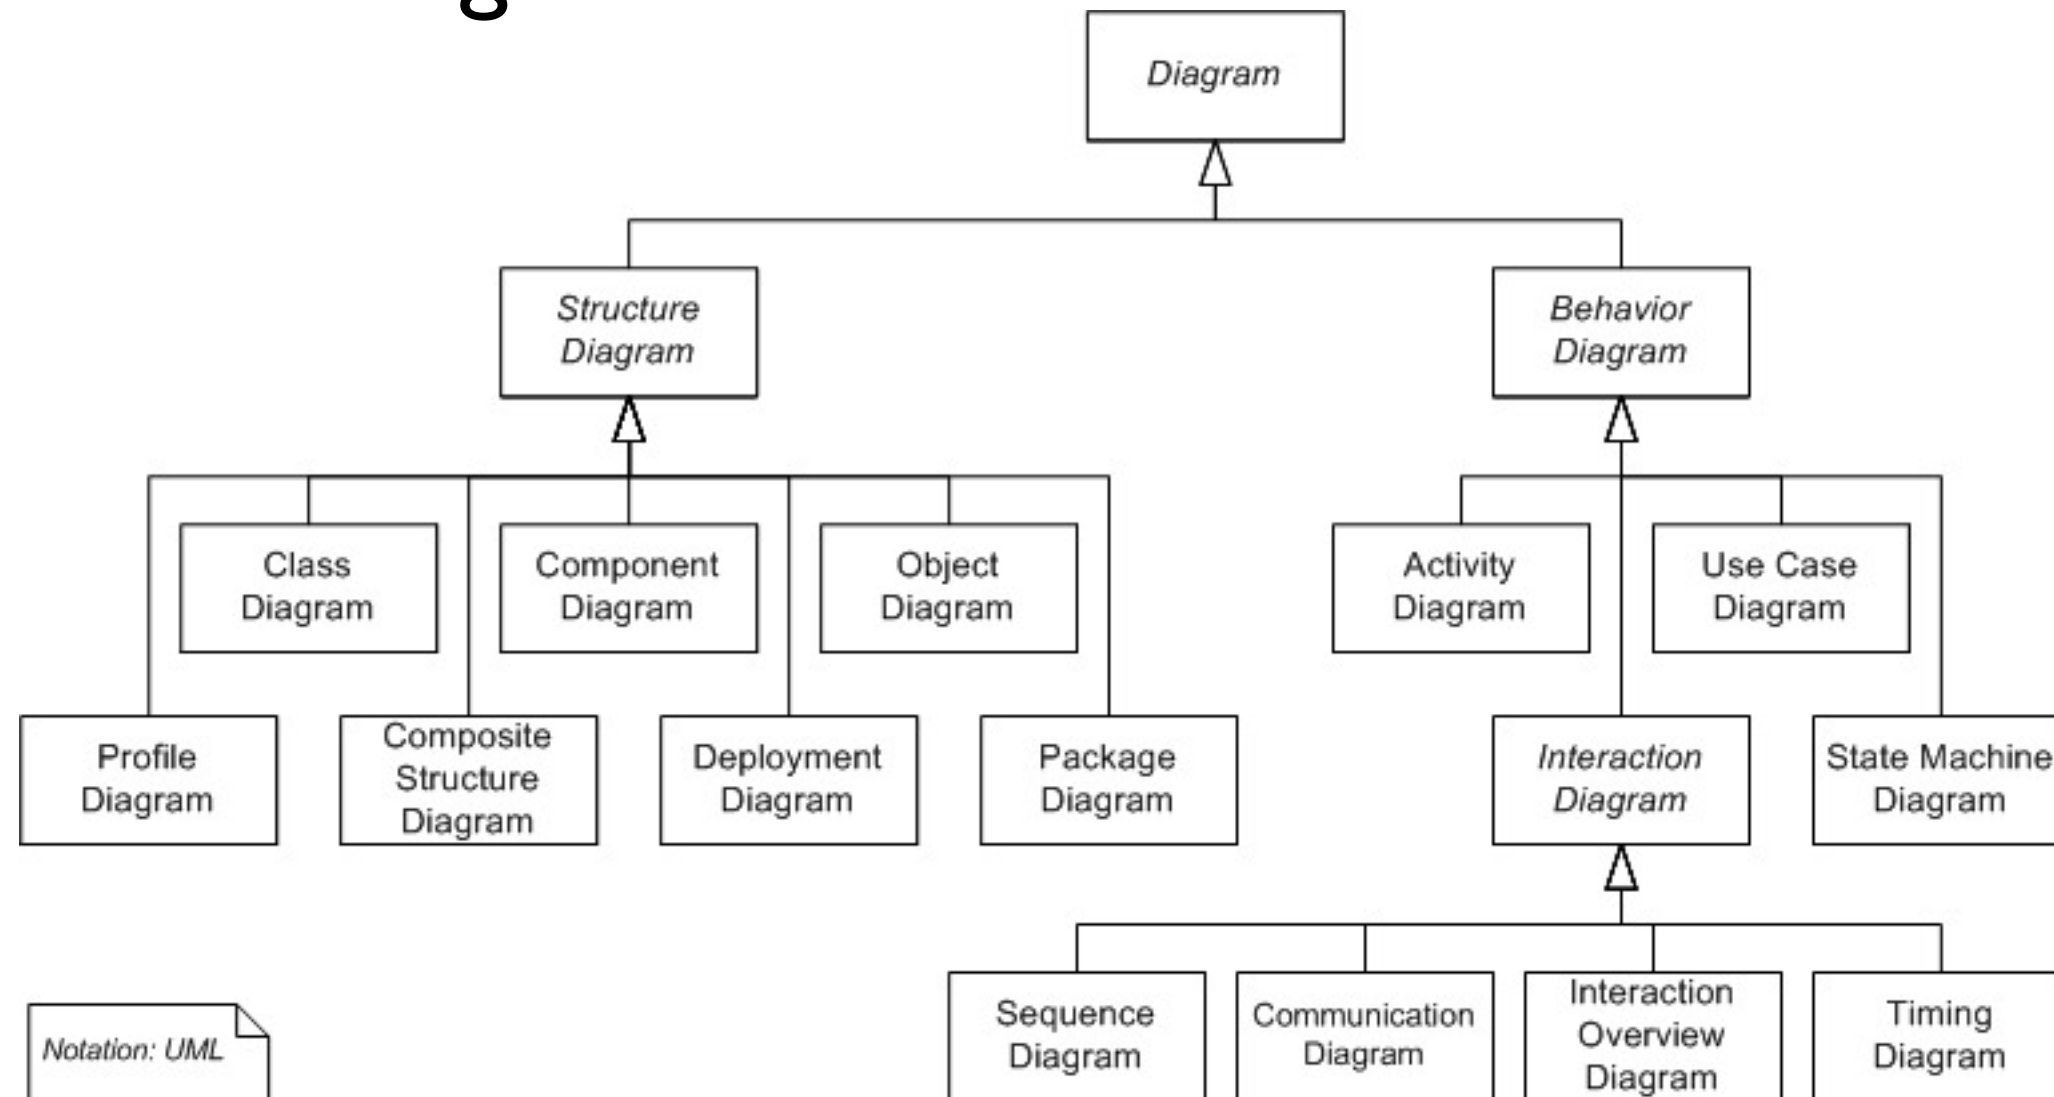 Diagram
Structure
Diagram
Behavior
Diagram
Class
Diagram
Component
Diagram
Object
Diagram
Activity
Diagram
Use Case
Diagram
Profile
Diagram
Composite
Structure
Diagram
Deployment
Diagram
Package
Diagram
Interaction
Diagram
State Machine
Diagram
Sequence
Diagram
Communication
Diagram
Interaction
Overview
Diagram
Timing
Diagram
Notation: UML